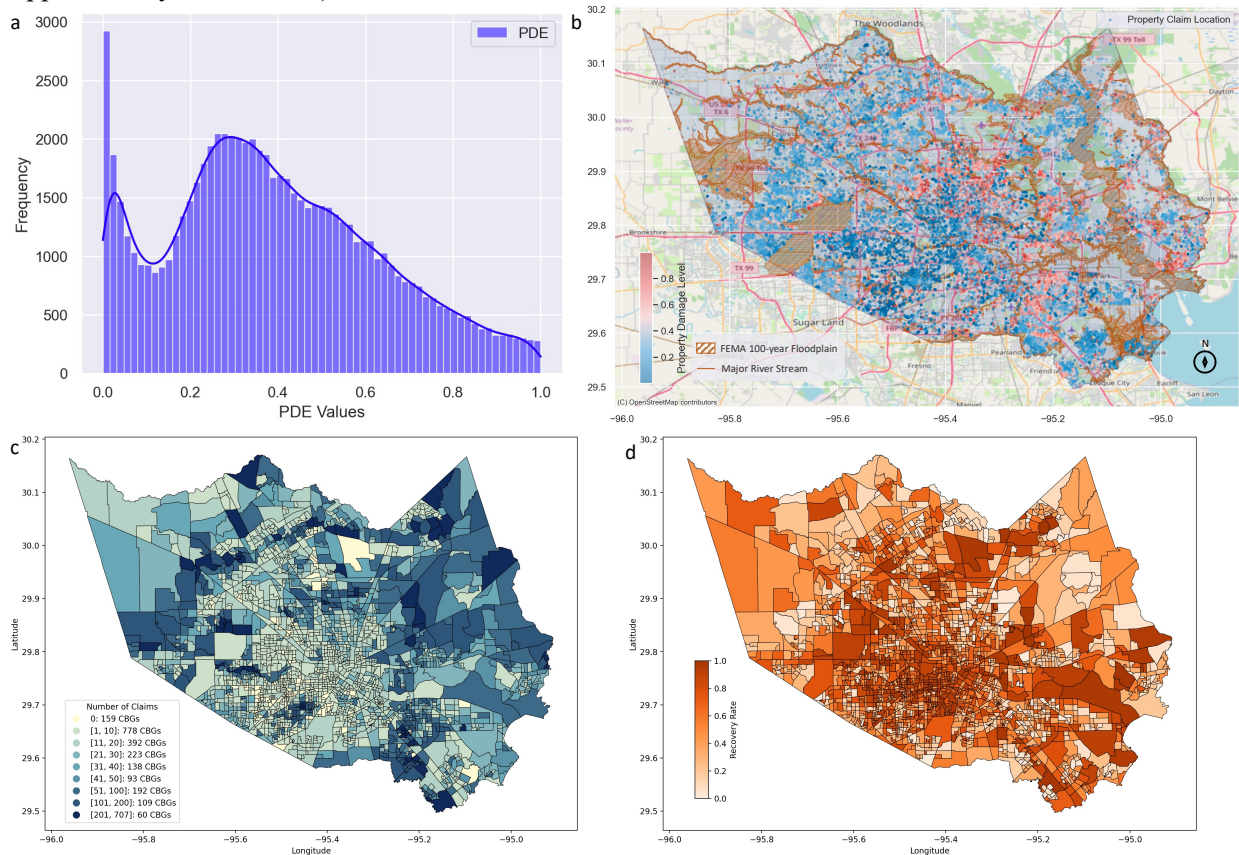 a
3000
2500
2000
1500
1000
500
0
Frequency
0.0 0.2 0.4 0.6 0.8 1.0
PDE Values
PDE
b
30.2
30.1
30.0
29.9
29.8
29.7
29.6
29.5
−96.0 −95.8 −95.6 −95.4 −95.2 −95.0
Property Claim Location
The Woodlands
TX 99 Toll
Dayton
TX 6
Mont Belvieu
Brookshire
TX 99
Sugar Land
Pearland
Fresno
League City
Bacliff
San Leon
Property Damage Level
0.8
0.6
0.4
0.2
FEMA 100-year Floodplain
Major River Stream
N
(C) OpenStreetMap contributors
c
30.2
30.1
30.0
29.9
29.8
29.7
29.6
29.5
Latitude
−96.0 −95.8 −95.6 −95.4 −95.2 −95.0
Longitude
Number of Claims
0: 159 CBGs
[1, 10]: 778 CBGs
[11, 20]: 392 CBGs
[21, 30]: 223 CBGs
[31, 40]: 138 CBGs
[41, 50]: 93 CBGs
[51, 100]: 192 CBGs
[101, 200]: 109 CBGs
[201, 707]: 60 CBGs
d
30.2
30.1
30.0
29.9
29.8
29.7
29.6
29.5
Latitude
−96.0 −95.8 −95.6 −95.4 −95.2 −95.0
Longitude
1.0
0.8
0.6
0.4
0.2
0.0
Recovery Rate